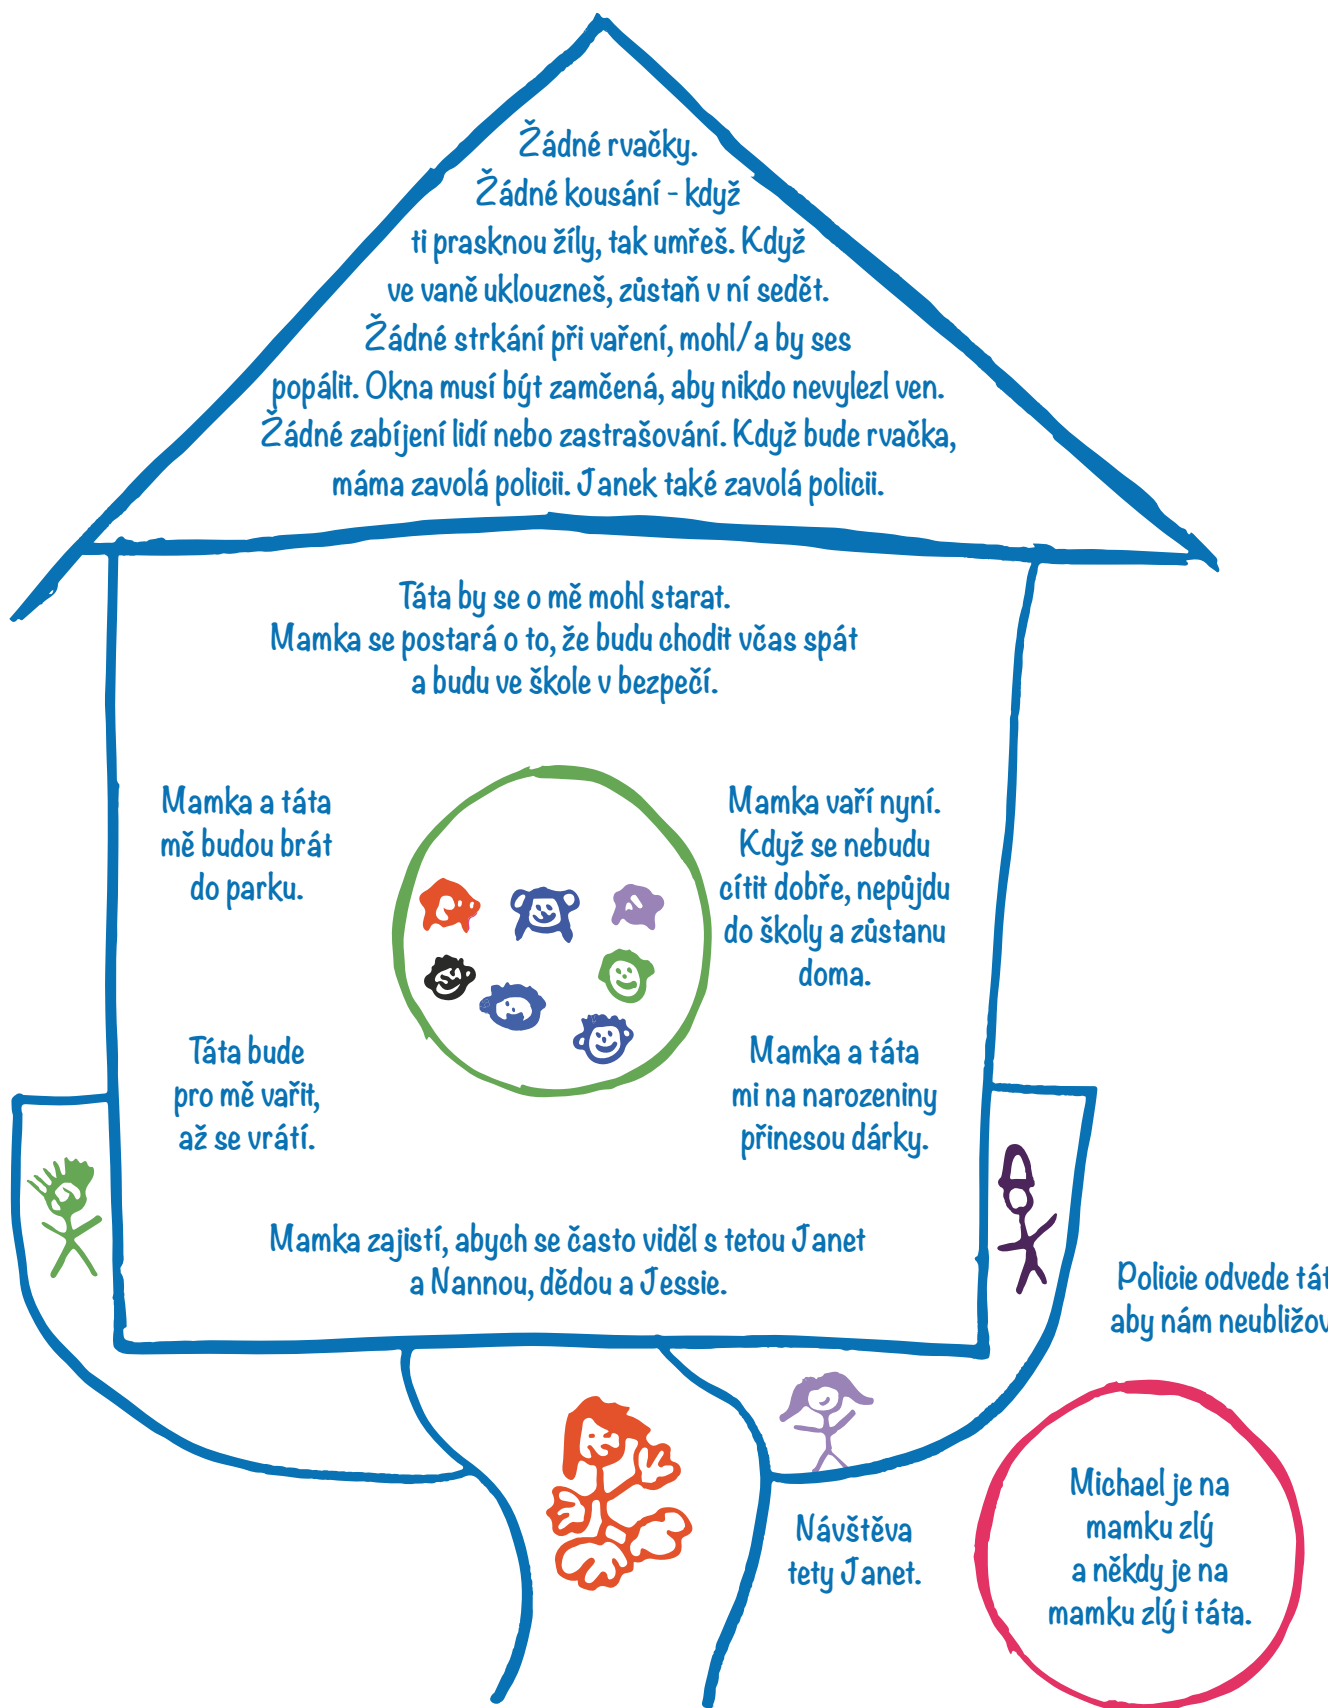 Žádné rvačky.
Žádné kousání - když
ti prasknou žíly, tak umřeš. Když
ve vaně uklouzneš, zůstaň v ní sedět.
Žádné strkání při vaření, mohl/a by ses
popálit. Okna musí být zamčená, aby nikdo nevylezl ven.
Žádné zabíjení lidí nebo zastrašování. Když bude rvačka,
máma zavolá policii. Janek také zavolá policii.
Táta by se o mě mohl starat.
Mamka se postará o to, že budu chodit včas spát
a budu ve škole v bezpečí.
Mamka a táta
mě budou brát
do parku.
Mamka vaří nyní.
Když se nebudu
cítit dobře, nepůjdu
do školy a zůstanu
doma.
Táta bude
pro mě vařit,
až se vrátí.
Mamka a táta
mi na narozeniny
přinesou dárky.
Mamka zajistí, abych se často viděl s tetou Janet
a Nannou, dědou a Jessie.
Policie odvede
aby nám
Návštěva
tety Janet.
Michael je na
mamku zlý
a někdy je na
mamku zlý i táta.